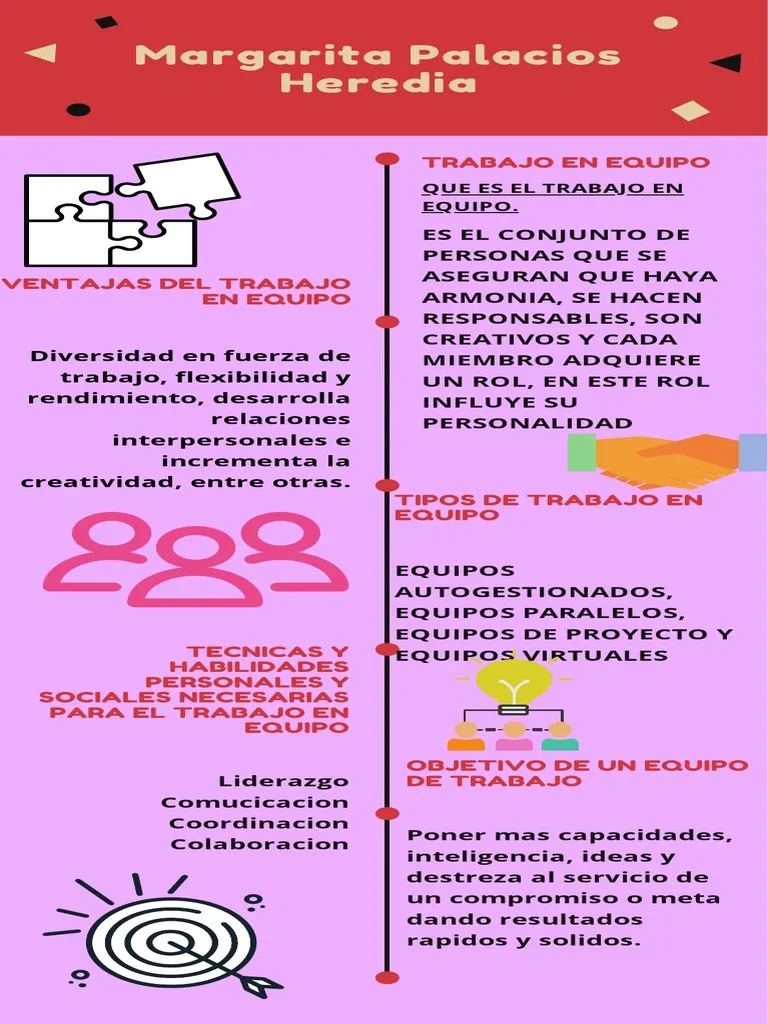 Margarita Palacios
Heredia
TRABAJO EN EQUIPO
QUE ES EL TRABAJO EN
EQUIPO.
ES EL CONJUNTO DE
PERSONAS QUE SE
ASEGURAN QUE HAYA
ARMONIA, SE HACEN
RESPONSABLES, SON
CREATIVOS Y CADA
MIEMBRO ADQUIERE
UN ROL, EN ESTE ROL
INFLUYE SU
PERSONALIDAD
VENTAJAS DEL TRABAJO
EN EQUIPO
Diversidad en fuerza de
trabajo, flexibilidad y
rendimiento, desarrolla
relaciones
interpersonales e
incrementa la
creatividad, entre otras.
TIPOS DE TRABAJO EN
EQUIPO
EQUIPOS
AUTOGESTIONADOS,
EQUIPOS PARALELOS,
EQUIPOS DE PROYECTO Y
EQUIPOS VIRTUALES
TECNICAS Y
HABILIDADES
PERSONALES Y
SOCIALES NECESARIAS
PARA EL TRABAJO EN
EQUIPO
Liderazgo
Comucicacion
Coordinacion
Colaboracion
OBJETIVO DE UN EQUIPO
DE TRABAJO
Poner mas capacidades,
inteligencia, ideas y
destreza al servicio de
un compromiso o meta
dando resultados
rapidos y solidos.